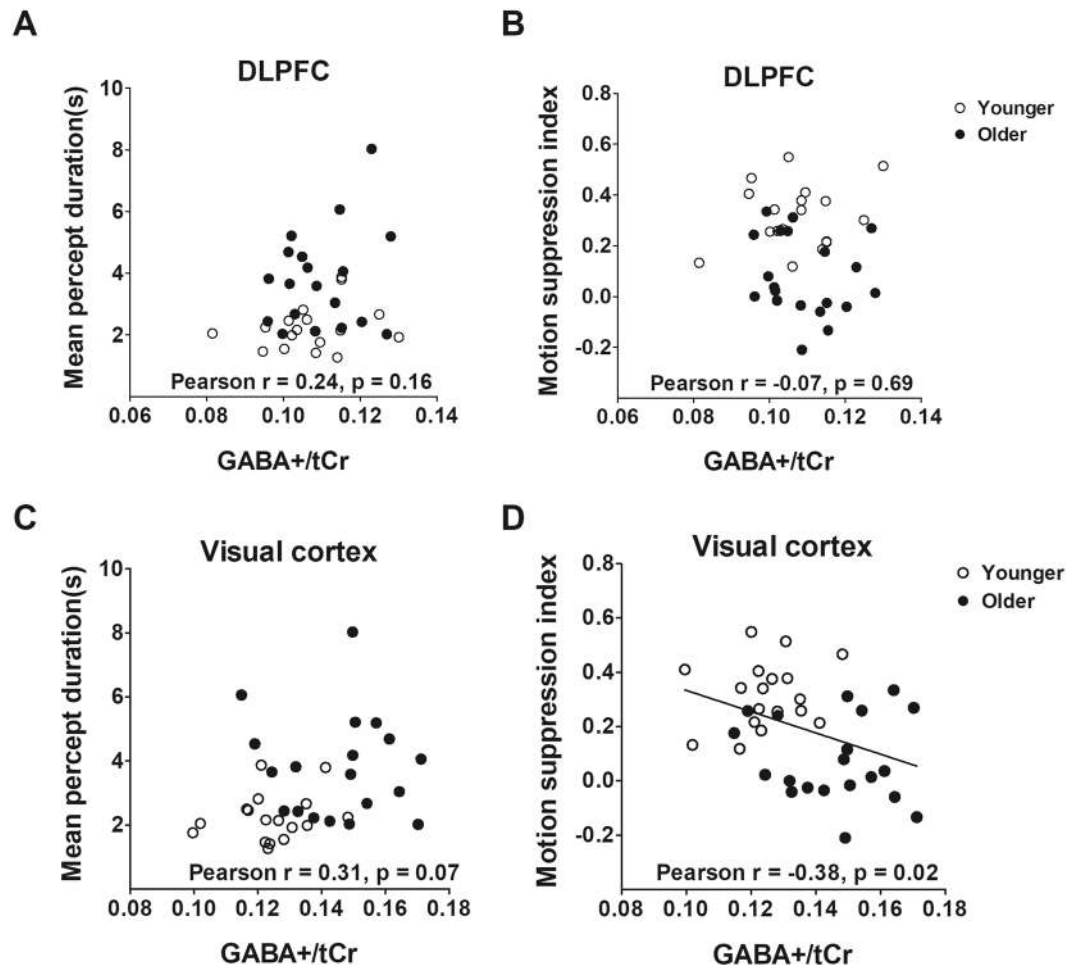 A
DLPFC
Mean percept duration(s)
10
8
6
4
2
Pearson r = 0.24, p = 0.16
0.06 0.08 0.10 0.12 0.14
GABA+/tCr
B
DLPFC
Motion suppression index
0.8
0.6
0.4
0.2
0.0
-0.2
Pearson r = -0.07, p = 0.69
0.06 0.08 0.10 0.12 0.14
GABA+/tCr
Younger
Older
C
Visual cortex
Mean percept duration(s)
10
8
6
4
2
Pearson r = 0.31, p = 0.07
0.08 0.10 0.12 0.14 0.16 0.18
GABA+/tCr
D
Visual cortex
Motion suppression index
0.8
0.6
0.4
0.2
0.0
-0.2
Pearson r = -0.38, p = 0.02
0.08 0.10 0.12 0.14 0.16 0.18
GABA+/tCr
Younger
Older